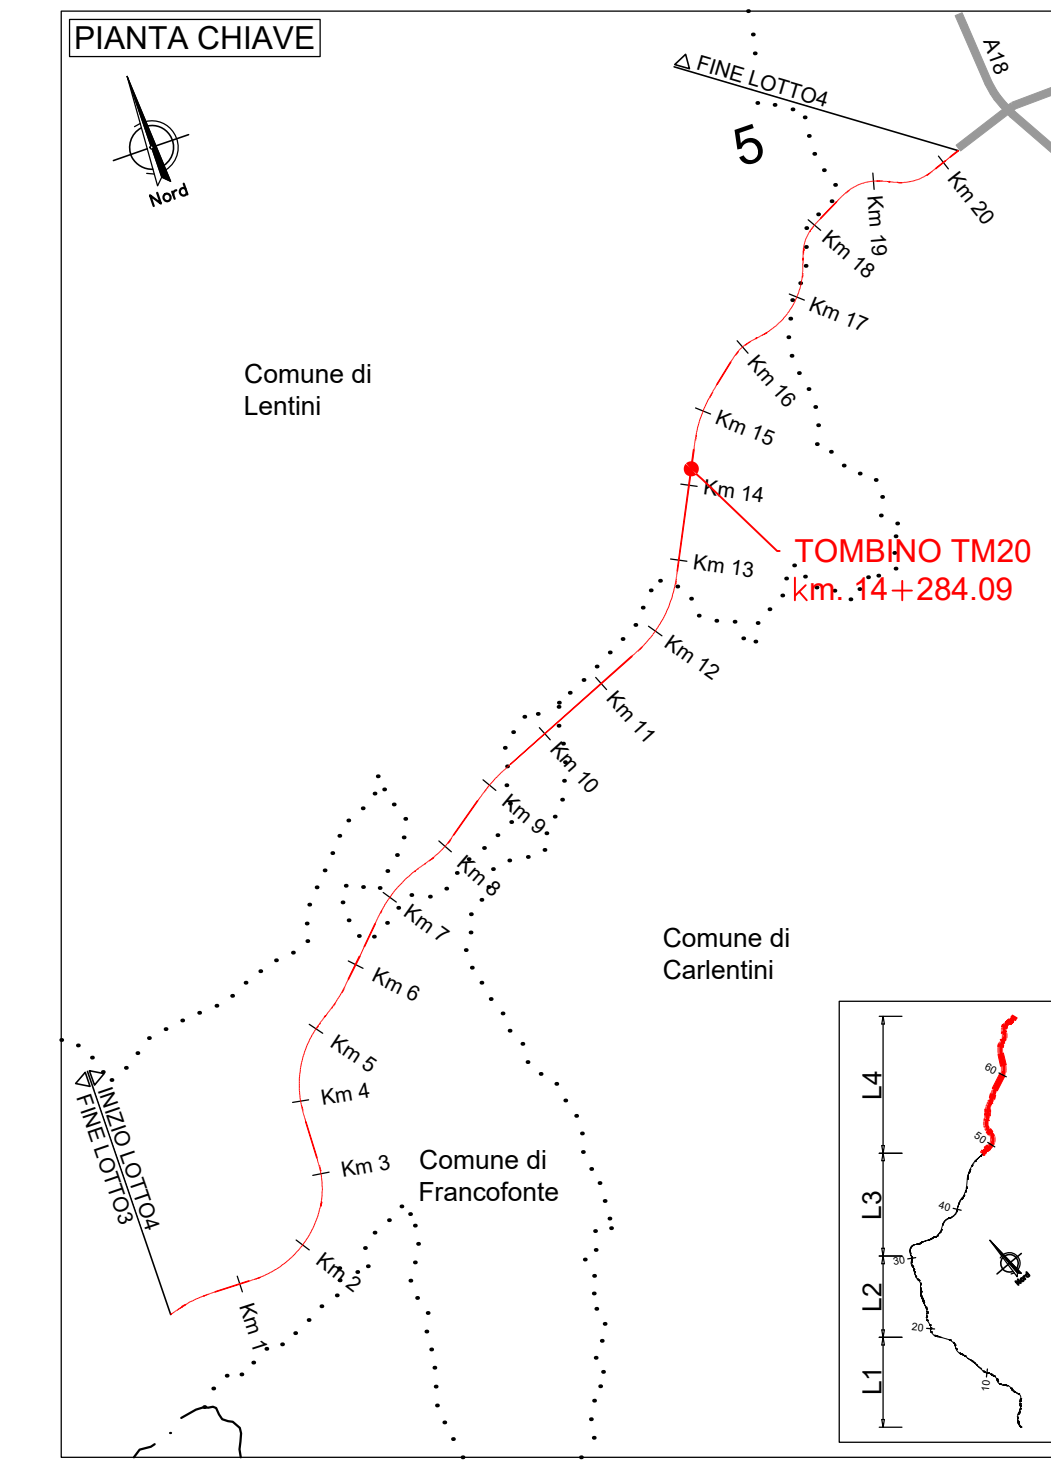 PIANTA CHIAVE
Nord
FINE LOTTO4
A18
5
Km 20
Km 19
Km 18
Km 17
Km 16
Km 15
Km 14
Comune di
Lentini
TOMBINO TM20
km. 14+284.09
Km 13
Km 12
Km 11
Km 10
Km 9
Km 8
Km 7
Km 6
Km 5
Km 4
Km 3
Km 2
Km 1
Comune di
Carlentini
Comune di
Francofonte
INIZIO LOTTO4
FINE LOTTO3
L4
L3
L2
L1
60
50
40
30
20
10